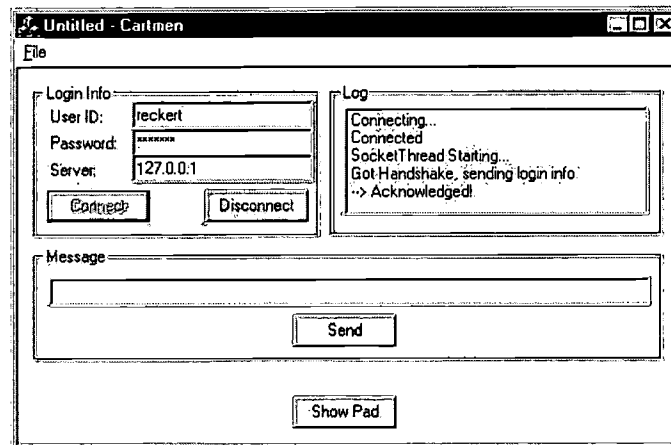 Untitled - Cartmen
File
Login Info
User ID: reckert
Password: *******
Server: 127.0.0:1
Connect Disconnect
Log
Connecting...
Connected
SocketThread Starting...
Got Handshake, sending login info
--> Acknowledged!
Message
Send
Show Pad